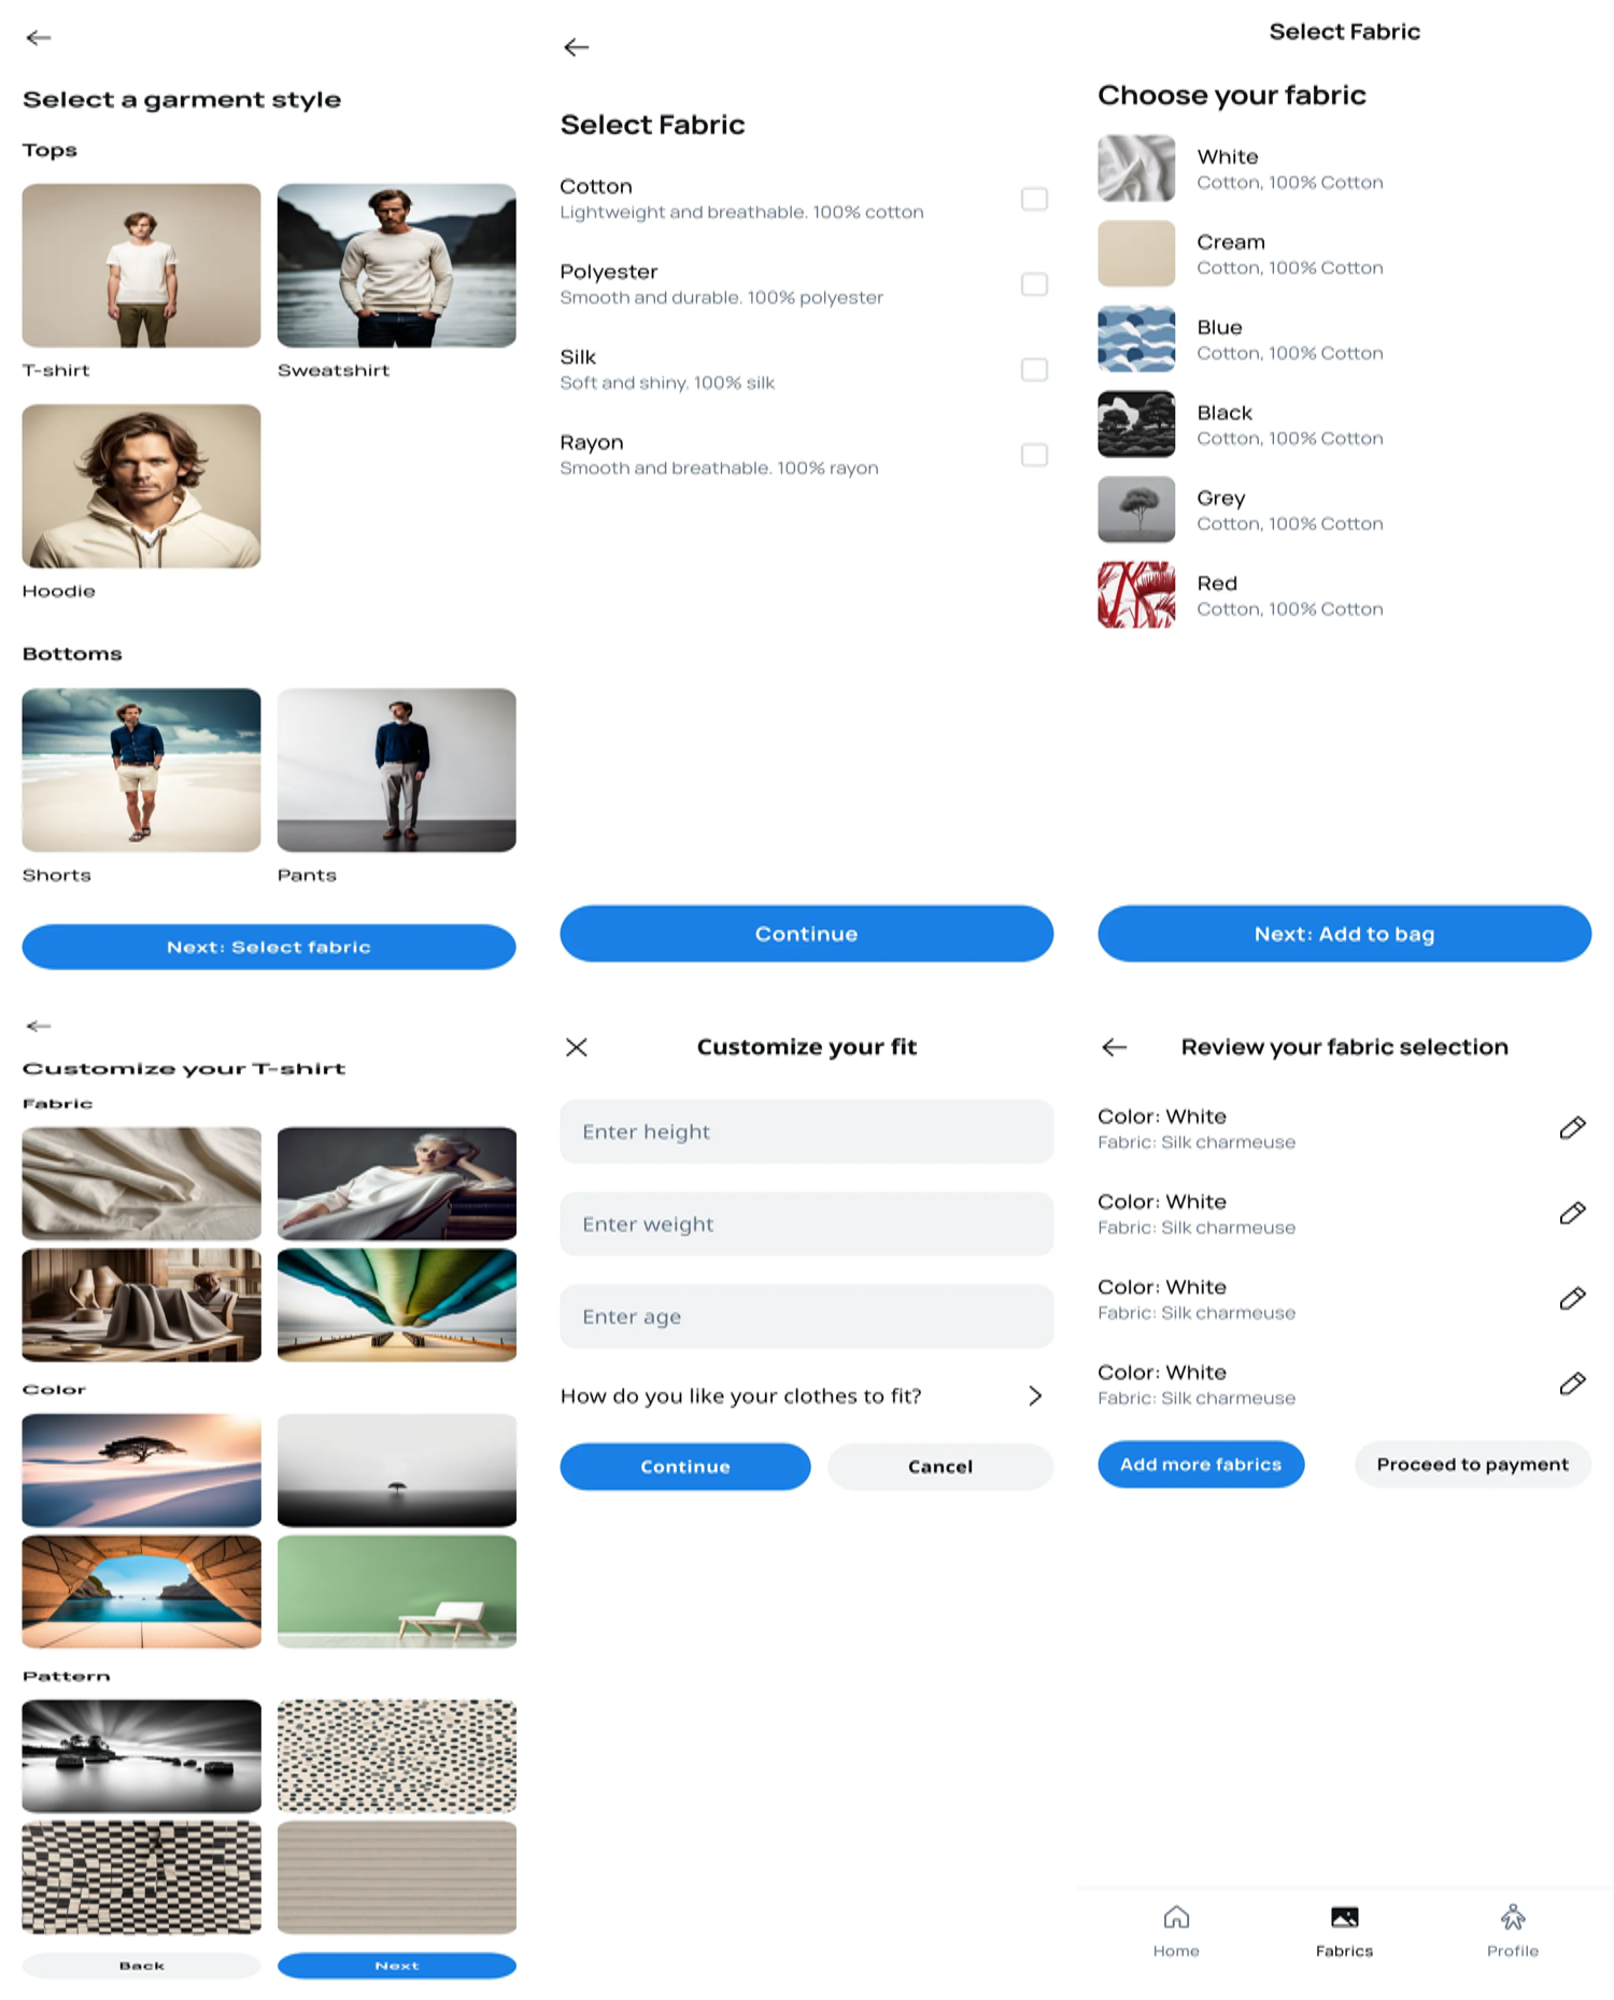 Select a garment style
Tops
T-shirt
Sweatshirt
Hoodie
Bottoms
Shorts
Pants
Next: Select fabric
Select Fabric
Cotton
Lightweight and breathable. 100% cotton
Polyester
Smooth and durable. 100% polyester
Silk
Soft and shiny. 100% silk
Rayon
Smooth and breathable. 100% rayon
Continue
Select Fabric
Choose your fabric
White
Cotton, 100% Cotton
Cream
Cotton, 100% Cotton
Blue
Cotton, 100% Cotton
Black
Cotton, 100% Cotton
Grey
Cotton, 100% Cotton
Red
Cotton, 100% Cotton
Next: Add to bag
Customize your T-shirt
Fabric
Color
Pattern
Back
Next
Customize your fit
Enter height
Enter weight
Enter age
How do you like your clothes to fit?
Continue
Cancel
Review your fabric selection
Color: White
Fabric: Silk charmeuse
Color: White
Fabric: Silk charmeuse
Color: White
Fabric: Silk charmeuse
Color: White
Fabric: Silk charmeuse
Add more fabrics
Proceed to payment
Home
Fabrics
Profile